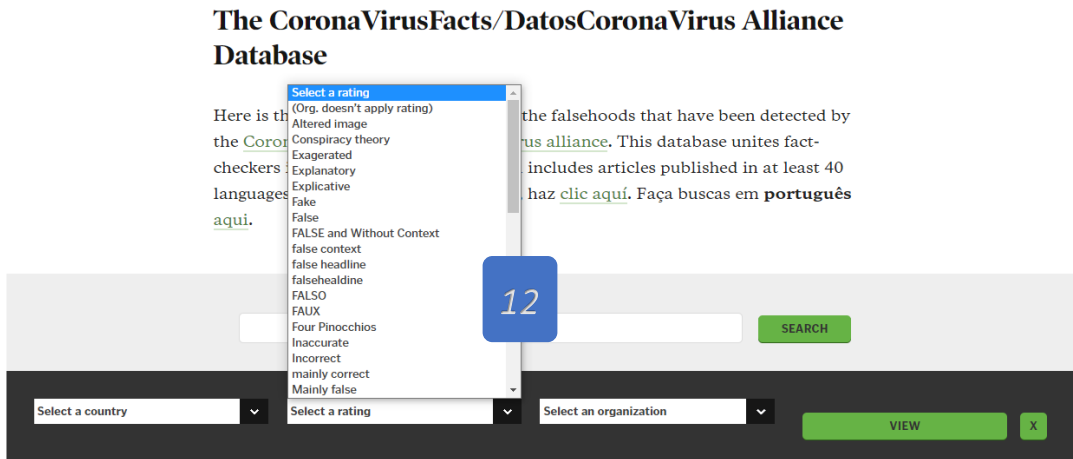 The CoronaVirusFacts/DatosCoronaVirus Alliance
Database
Here is th
the falsehoods that have been detected by
the Coron
rus alliance. This database unites fact-
checkers i
includes articles published in at least 40
languages
haz clic aquí. Faça buscas em português
aqui.
Select a rating
(Org. doesn't apply rating)
Altered image
Conspiracy theory
Exagerated
Explanatory
Explicative
Fake
False
FALSE and Without Context
false context
false headline
falsehealdine
FALSO
FAUX
Four Pinocchios
Inaccurate
Incorrect
mainly correct
Mainly false
12
SEARCH
Select a country
Select a rating
Select an organization
VIEW
X